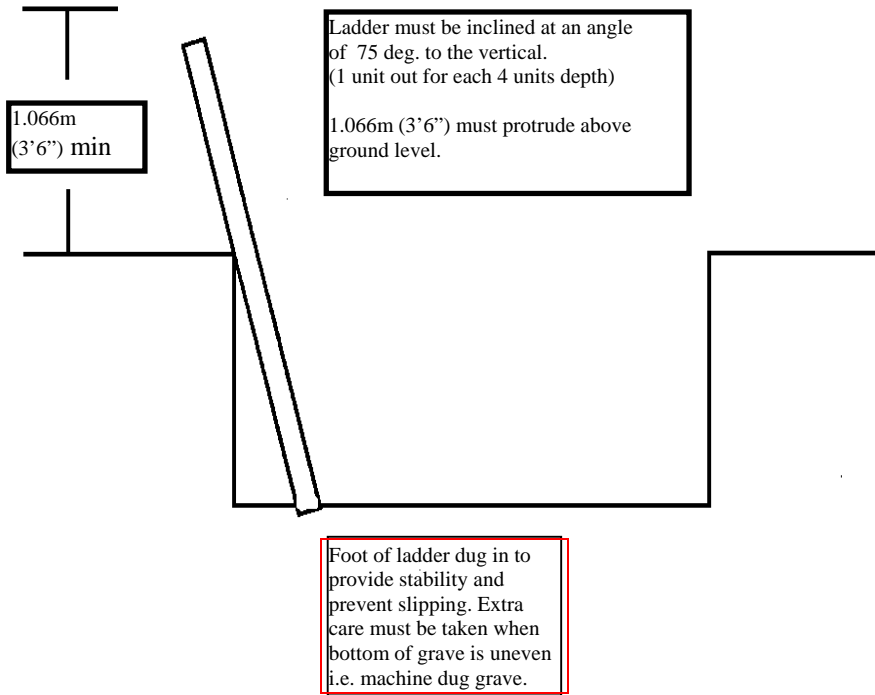 1.066m
(3’6”) min
Ladder must be inclined at an angle
of 75 deg. to the vertical.
(1 unit out for each 4 units depth)
1.066m (3’6”) must protrude above
ground level.
Foot of ladder dug in to
provide stability and
prevent slipping. Extra
care must be taken when
bottom of grave is uneven
i.e. machine dug grave.